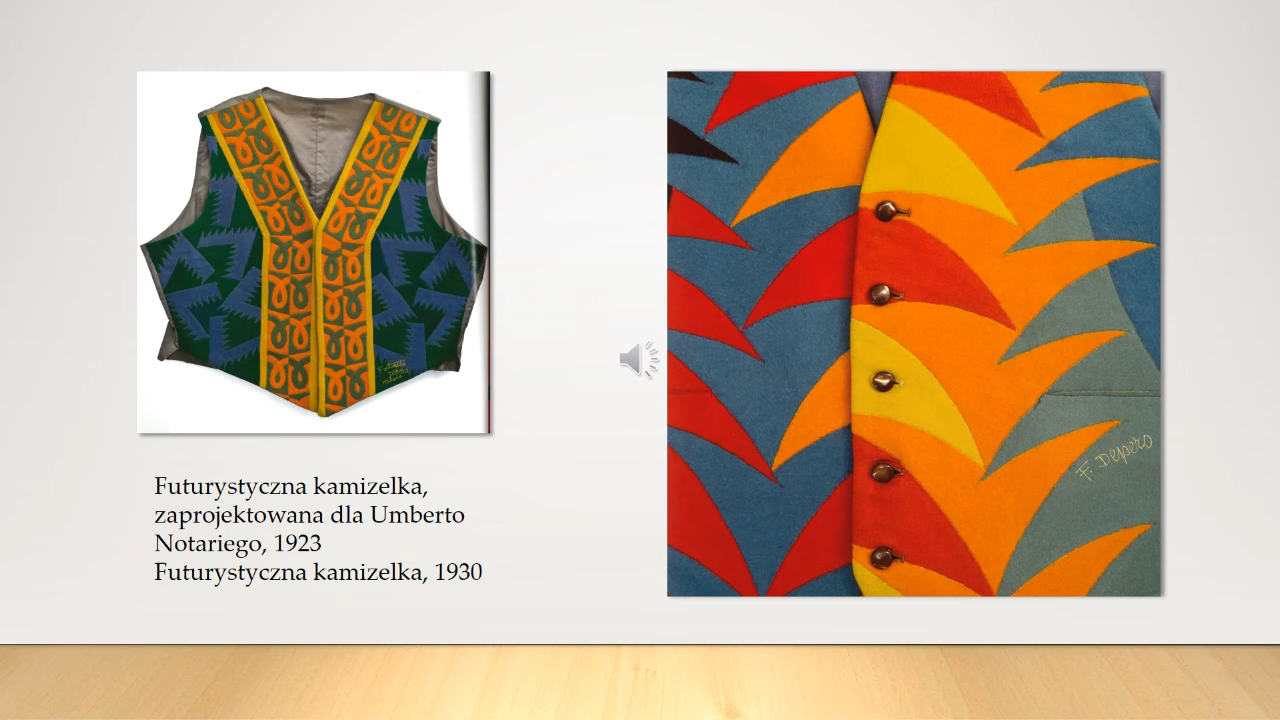 Futurystyczna kamizelka,
zaprojektowana dla Umberto
Notariego, 1923
Futurystyczna kamizelka, 1930
F. Depero